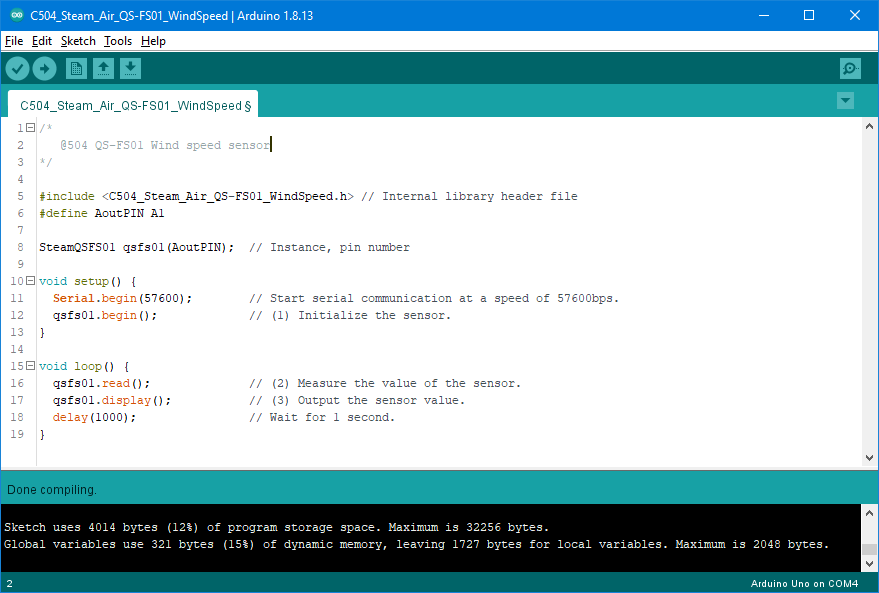 C504_Steam_Air_QS-FS01_WindSpeed | Arduino 1.8.13
File Edit Sketch Tools Help
C504_Steam_Air_QS-FS01_WindSpeed §
1 /*
2 @504 QS-FS01 Wind speed sensor
3 */
4
5 #include <C504_Steam_Air_QS-FS01_WindSpeed.h> // Internal library header file
6 #define AoutPIN A1
7
8 SteamQSFS01 qsfs01(AoutPIN); // Instance, pin number
9
10 void setup() {
11 Serial.begin(57600); // Start serial communication at a speed of 57600bps.
12 qsfs01.begin(); // (1) Initialize the sensor.
13 }
14
15 void loop() {
16 qsfs01.read(); // (2) Measure the value of the sensor.
17 qsfs01.display(); // (3) Output the sensor value.
18 delay(1000); // Wait for 1 second.
19 }
Done compiling.
Sketch uses 4014 bytes (12%) of program storage space. Maximum is 32256 bytes.
Global variables use 321 bytes (15%) of dynamic memory, leaving 1727 bytes for local variables. Maximum is 2048 bytes.
2 Arduino Uno on COM4